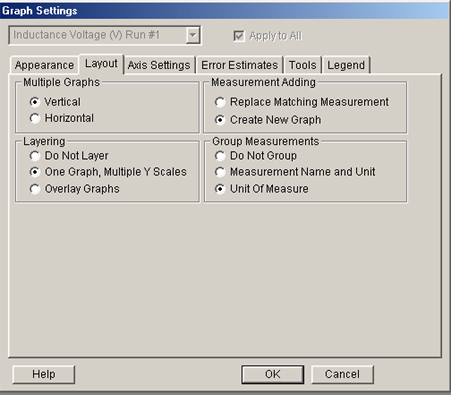 Graph Settings
Inductance Voltage (V) Run #1
Apply to All
Appearance Layout Axis Settings Error Estimates Tools Legend
Multiple Graphs
Vertical
Horizontal
Measurement Adding
Replace Matching Measurement
Create New Graph
Layering
Do Not Layer
One Graph, Multiple Y Scales
Overlay Graphs
Group Measurements
Do Not Group
Measurement Name and Unit
Unit Of Measure
Help OK Cancel